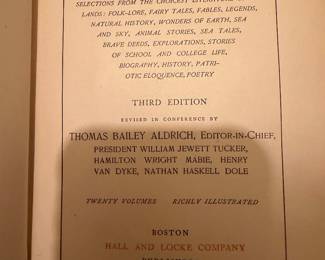 SELECTIONS FROM THE CHOICEST LITERATURE
LANDS: FOLK-LORE, FAIRY TALES, FABLES, LEGENDS,
NATURAL HISTORY, WONDERS OF EARTH, SEA
AND SKY, ANIMAL STORIES, SEA TALES,
BRAVE DEEDS, EXPLORATIONS, STORIES
OF SCHOOL AND COLLEGE LIFE,
BIOGRAPHY, HISTORY, PATRI-
OTIC ELOQUENCE, POETRY
THIRD EDITION
REVISED IN CONFERENCE BY
THOMAS BAILEY ALDRICH, EDITOR-IN-CHIEF,
PRESIDENT WILLIAM JEWETT TUCKER,
HAMILTON WRIGHT MABIE, HENRY
VAN DYKE, NATHAN HASKELL DOLE
TWENTY VOLUMES RICHLY ILLUSTRATED
BOSTON
HALL AND LOCKE COMPANY